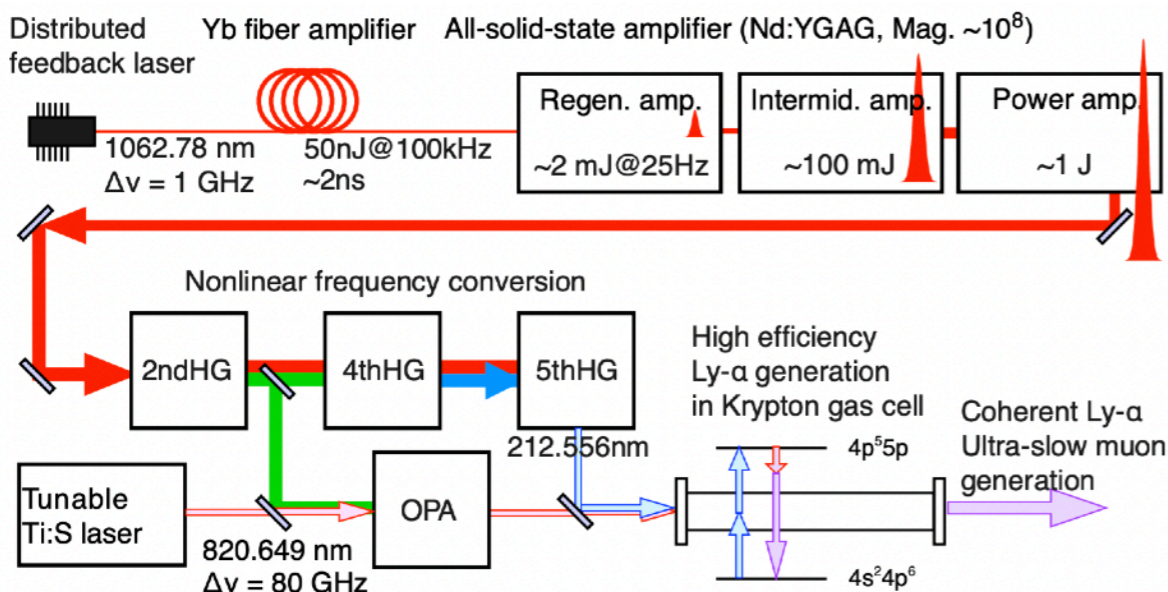 Distributed
feedback laser
Yb fiber amplifier
All-solid-state amplifier (Nd:YGAG, Mag. ~10⁸)
1062.78 nm
Δν = 1 GHz
50nJ@100kHz
~2ns
Regen. amp.
~2 mJ@25Hz
Intermid. amp.
~100 mJ
Power amp.
~1 J
Nonlinear frequency conversion
2ndHG
4thHG
5thHG
212.556nm
High efficiency
Ly-α generation
in Krypton gas cell
4p⁵5p
4s²4p⁶
Coherent Ly-α
Ultra-slow muon
generation
Tunable
Ti:S laser
820.649 nm
Δν = 80 GHz
OPA